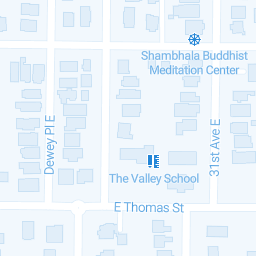 Shambhala Buddhist
Meditation Center
Dewey Pl E
31st Ave E
The Valley School
E Thomas St